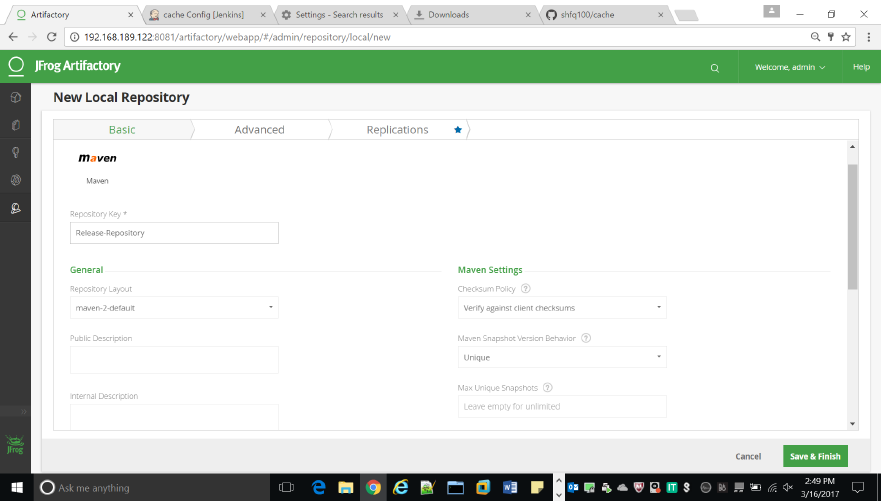 Artifactory
cache Config [Jenkins]
Settings - Search results
Downloads
shfq100/cache
192.168.189.122:8081/artifactory/webapp/#/admin/repository/local/new
JFrog Artifactory
Welcome, admin
Help
New Local Repository
Basic
Advanced
Replications
maven
Maven
Repository Key *
Release-Repository
General
Maven Settings
Repository Layout
Checksum Policy ?
maven-2-default
Verify against client checksums
Public Description
Maven Snapshot Version Behavior ?
Unique
Internal Description
Max Unique Snapshots ?
Leave empty for unlimited
JFrog
Cancel
Save & Finish
Ask me anything
2:49 PM
3/16/2017